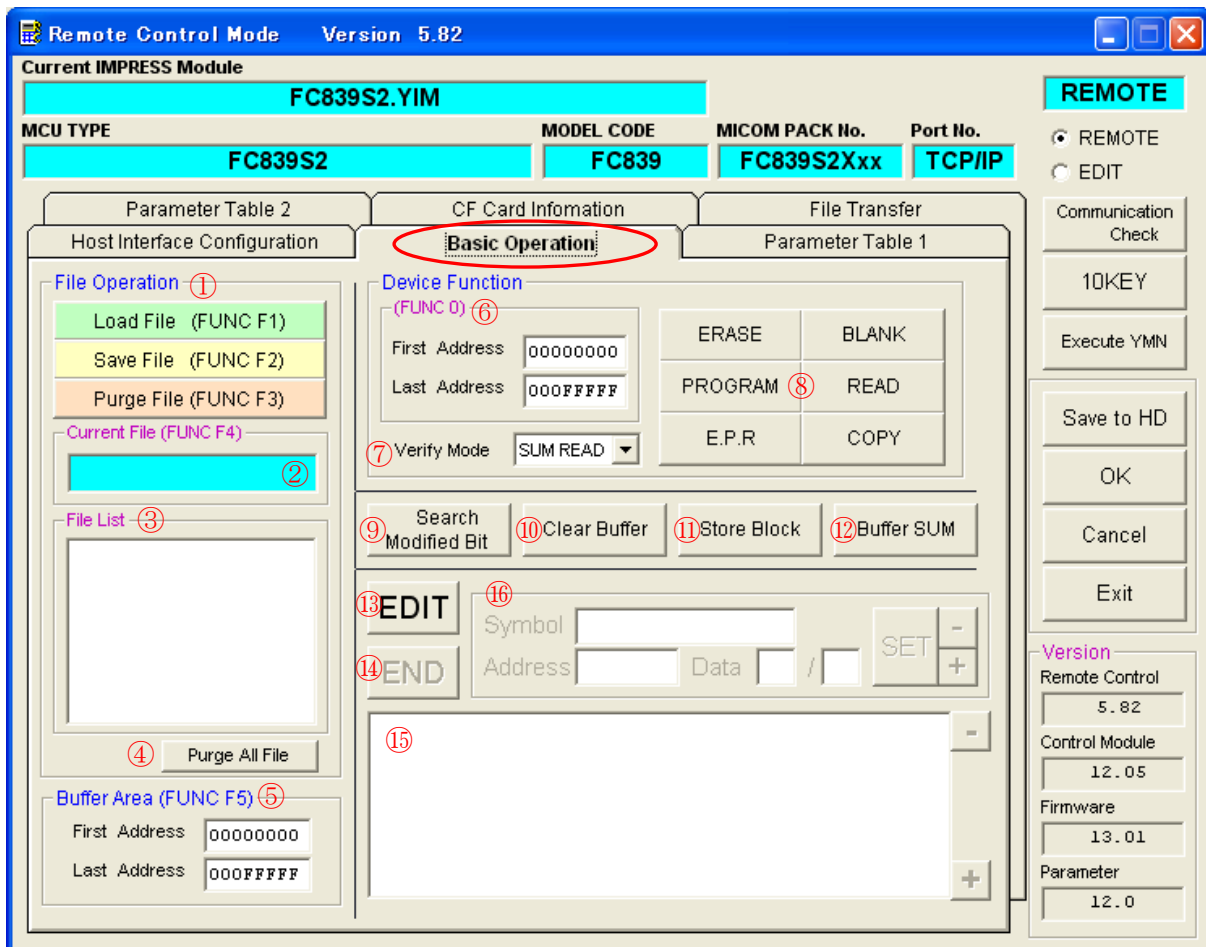 Remote Control Mode Version 5.82
Current IMPRESS Module
FC839S2.YIM
REMOTE
MCU TYPE
MODEL CODE
MICOM PACK No.
Port No.
FC839S2
FC839
FC839S2Xxx
TCP/IP
REMOTE
EDIT
Parameter Table 2
CF Card Infomation
File Transfer
Host Interface Configuration
Basic Operation
Parameter Table 1
Communication
Check
10KEY
Execute YMN
Save to HD
OK
Cancel
Exit
File Operation ①
Load File (FUNC F1)
Save File (FUNC F2)
Purge File (FUNC F3)
Current File (FUNC F4)
②
File List ③
④ Purge All File
Buffer Area (FUNC F5) ⑤
First Address 00000000
Last Address 000FFFFF
Device Function
(FUNC 0) ⑥
First Address 00000000
Last Address 000FFFFF
⑦ Verify Mode SUM READ
ERASE BLANK
PROGRAM ⑧ READ
E.P.R COPY
⑨ Search
Modified Bit
⑩ Clear Buffer
⑪ Store Block
⑫ Buffer SUM
⑬ EDIT
⑭ END
⑯
Symbol
Address Data /
SET - +
⑮
-
+
Version
Remote Control
5.82
Control Module
12.05
Firmware
13.01
Parameter
12.0